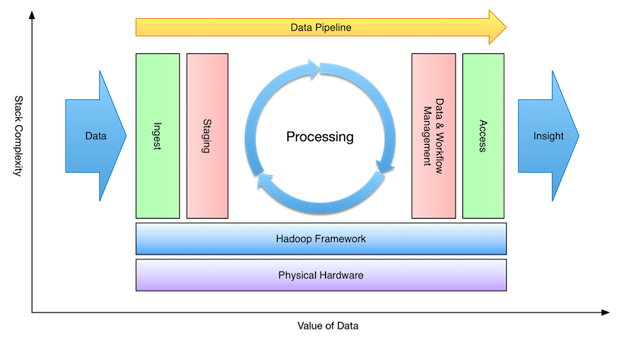 Data Pipeline
Stack Complexity
Data
Ingest
Staging
Processing
Data & Workflow
Management
Access
Insight
Hadoop Framework
Physical Hardware
Value of Data